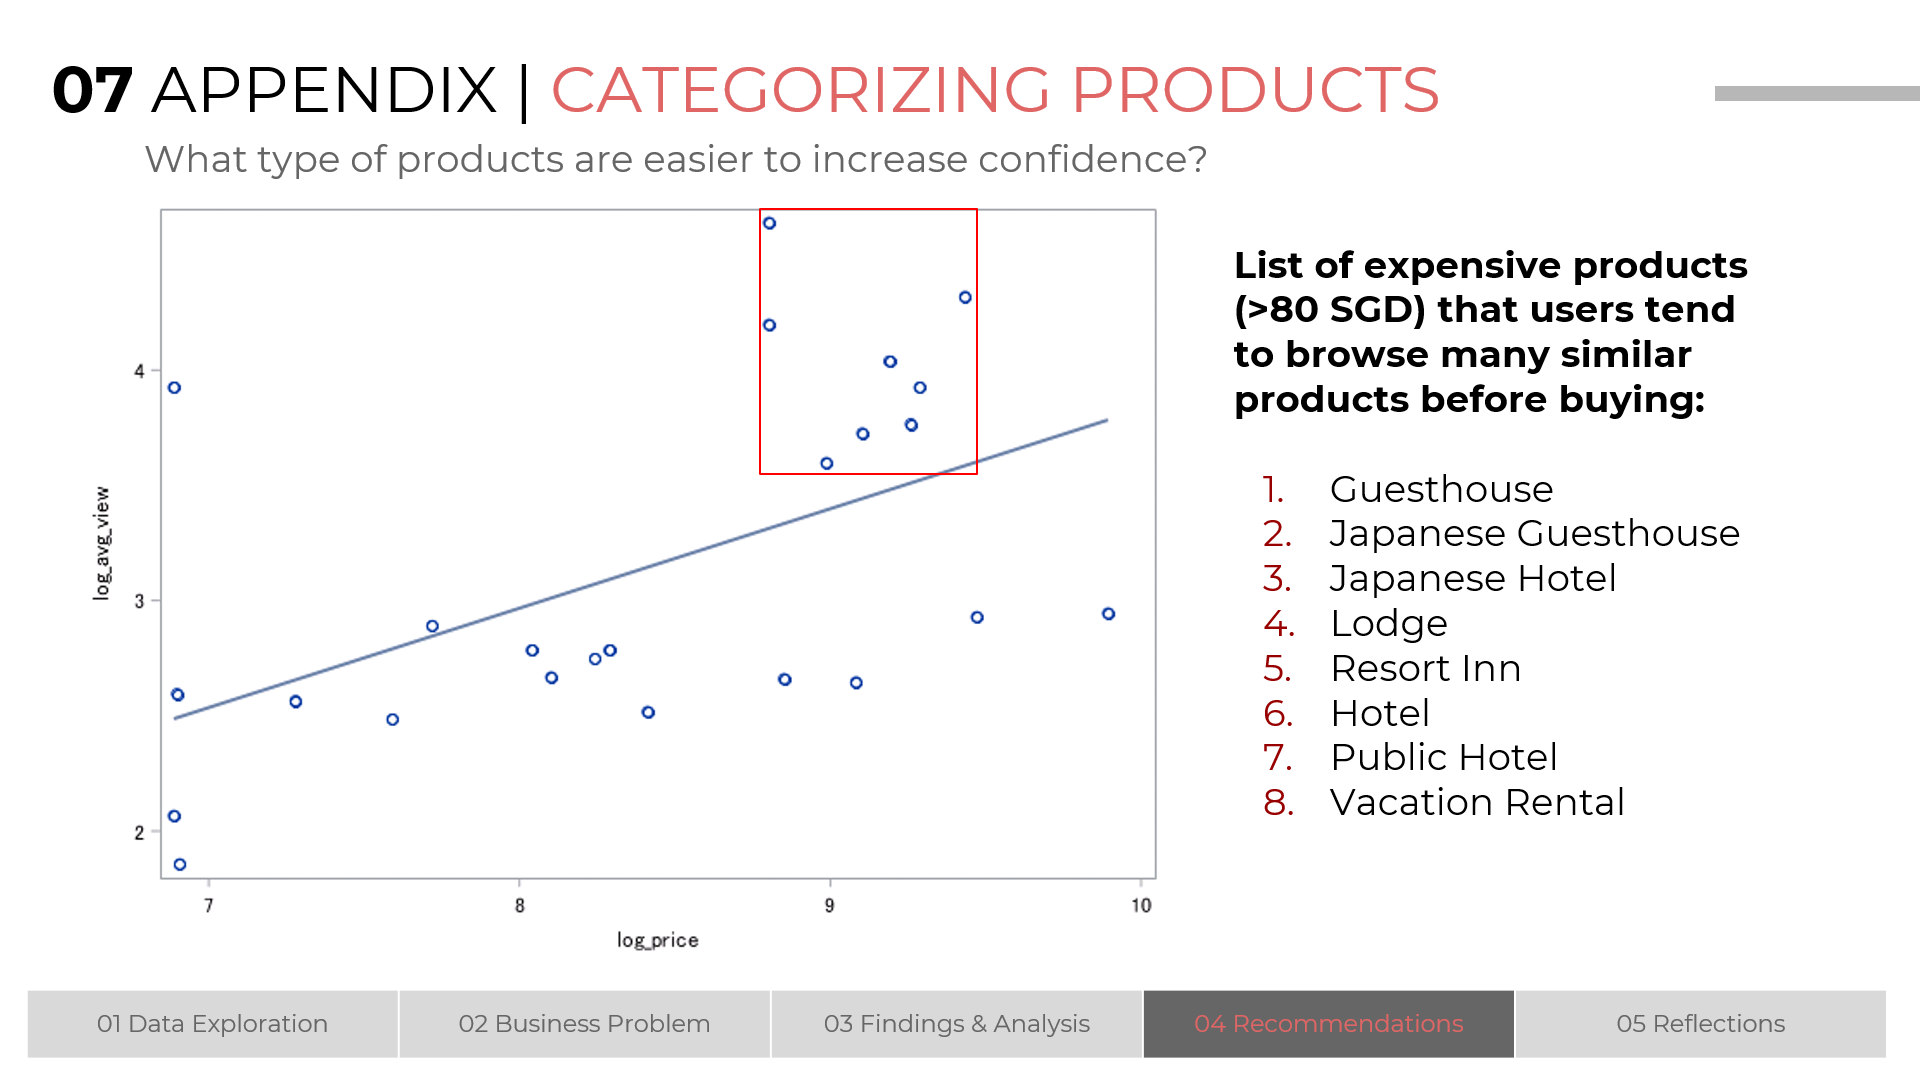 07 APPENDIX | CATEGORIZING PRODUCTS
What type of products are easier to increase confidence?
4
3
2
log_avg_view
7 8 9 10
log_price
List of expensive products
(>80 SGD) that users tend
to browse many similar
products before buying:
1. Guesthouse
2. Japanese Guesthouse
3. Japanese Hotel
4. Lodge
5. Resort Inn
6. Hotel
7. Public Hotel
8. Vacation Rental
01 Data Exploration
02 Business Problem
03 Findings & Analysis
04 Recommendations
05 Reflections